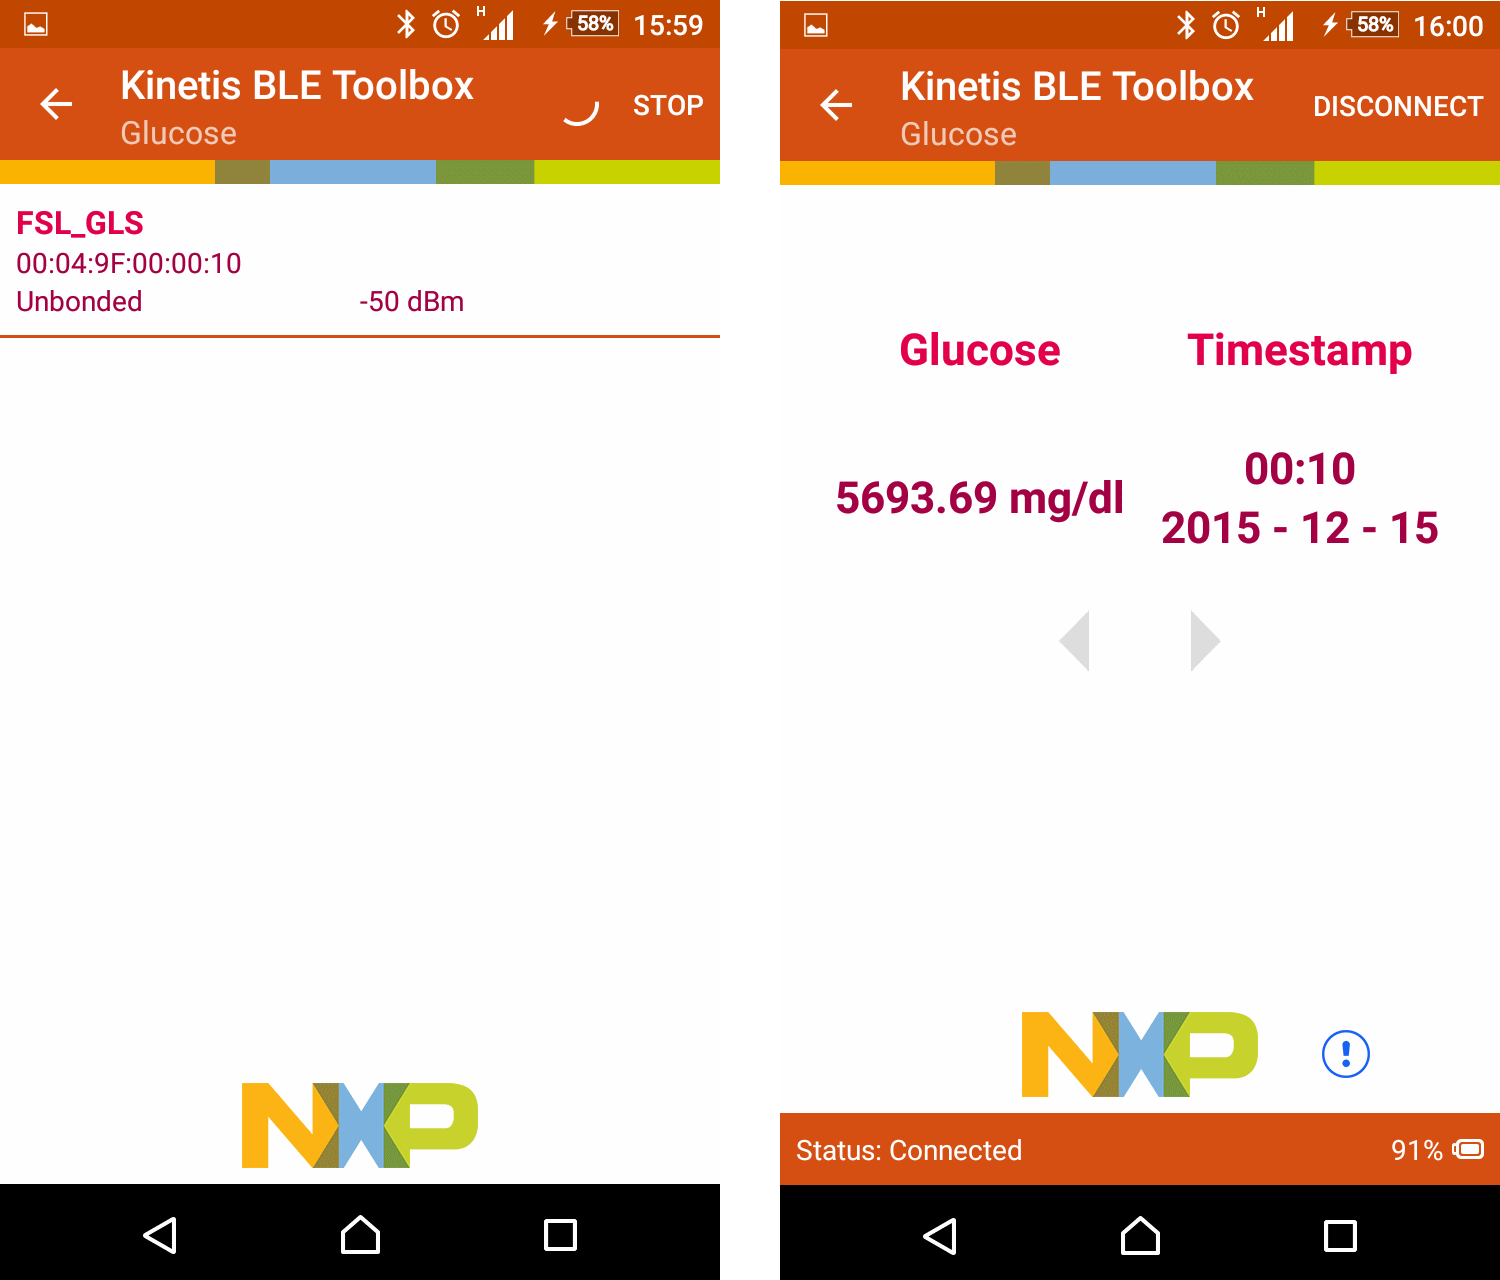 H 58% 15:59
Kinetis BLE Toolbox
Glucose
STOP
FSL_GLS
00:04:9F:00:00:10
Unbonded -50 dBm
NXP
H 58% 16:00
Kinetis BLE Toolbox
Glucose
DISCONNECT
Glucose Timestamp
5693.69 mg/dl
00:10
2015 - 12 - 15
NXP
Status: Connected 91%